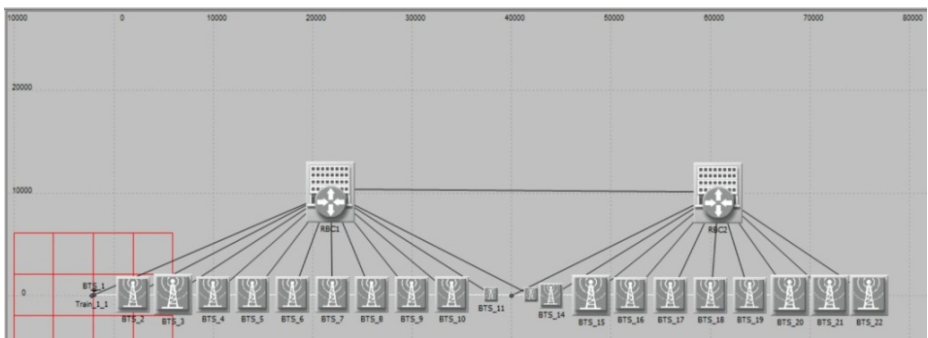 10000 0 10000 20000 30000 40000 50000 60000 70000 80000
20000
10000
RBC1 RBC2
0
BTS_1
Train_1_1
BTS_2 BTS_3 BTS_4 BTS_5 BTS_6 BTS_7 BTS_8 BTS_9 BTS_10 BTS_11 BTS_14 BTS_15 BTS_16 BTS_17 BTS_18 BTS_19 BTS_20 BTS_21 BTS_22